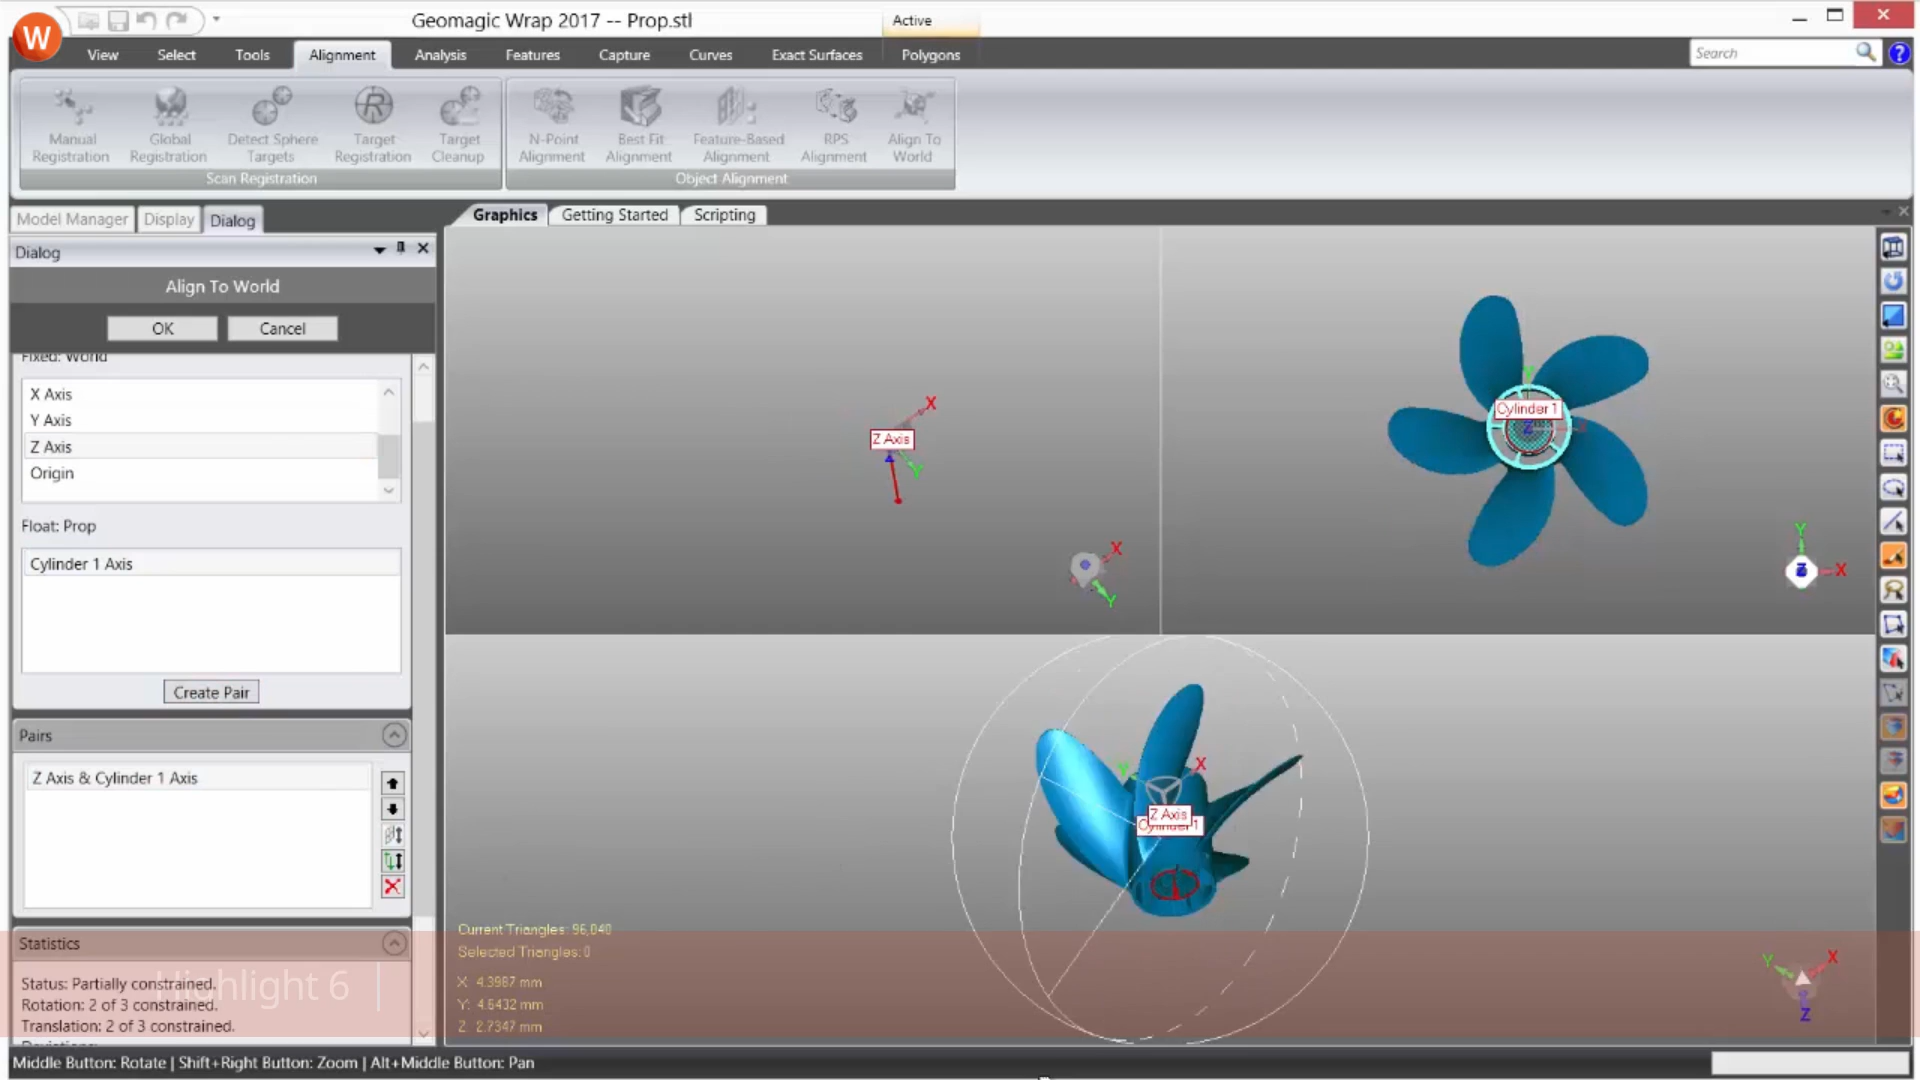 W
Geomagic Wrap 2017 -- Prop.stl
Active
View
Select
Tools
Alignment
Analysis
Features
Capture
Curves
Exact Surfaces
Polygons
Search
?
Manual Registration
Global Registration
Detect Sphere Targets
Target Registration
Target Cleanup
Scan Registration
N-Point Alignment
Best Fit Alignment
Feature-Based Alignment
RPS Alignment
Align To World
Object Alignment
Model Manager
Display
Dialog
Graphics
Getting Started
Scripting
Dialog
Align To World
OK
Cancel
Fixed: World
X Axis
Y Axis
Z Axis
Origin
Float: Prop
Cylinder 1 Axis
Create Pair
Pairs
Z Axis & Cylinder 1 Axis
Statistics
Status: Partially constrained.
Rotation: 2 of 3 constrained.
Translation: 2 of 3 constrained.
Highlight 6
X
Z Axis
Y
X
Y
Y
Cylinder 1
Z
Y
Z
X
Y
X
Z Axis
Cylinder 1
Current Triangles: 96,040
Selected Triangles: 0
X: 4.3987 mm
Y: 4.6432 mm
Z: 2.7347 mm
Y
X
Z
Middle Button: Rotate | Shift+Right Button: Zoom | Alt+Middle Button: Pan